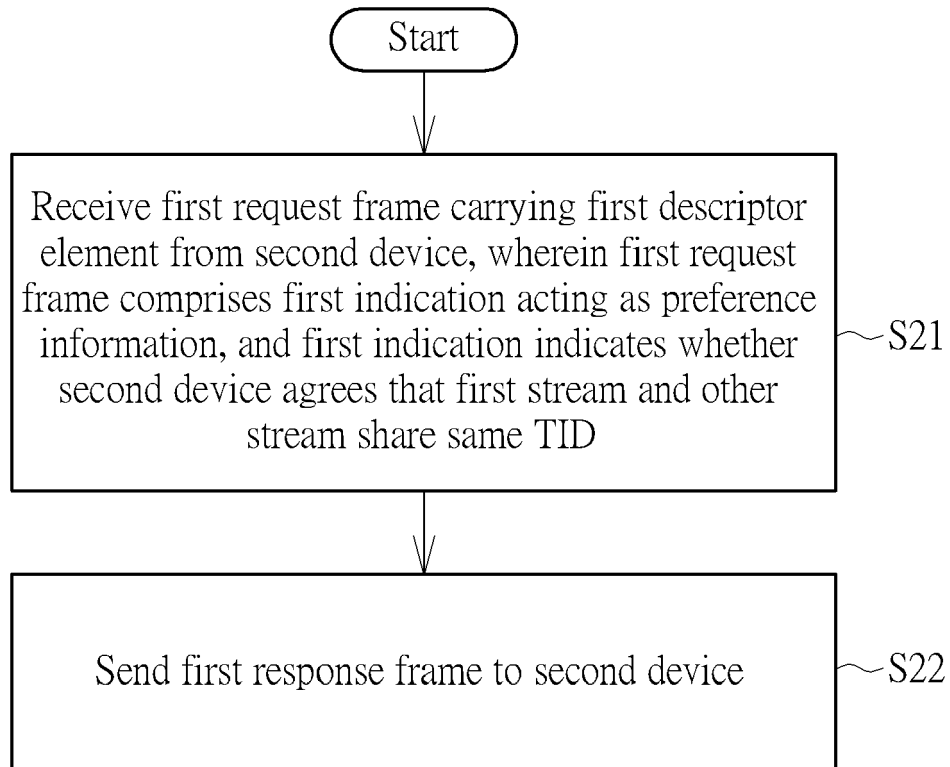 Start
Receive first request frame carrying first descriptor
element from second device, wherein first request
frame comprises first indication acting as preference
information, and first indication indicates whether
second device agrees that first stream and other
stream share same TID
S21
Send first response frame to second device
S22